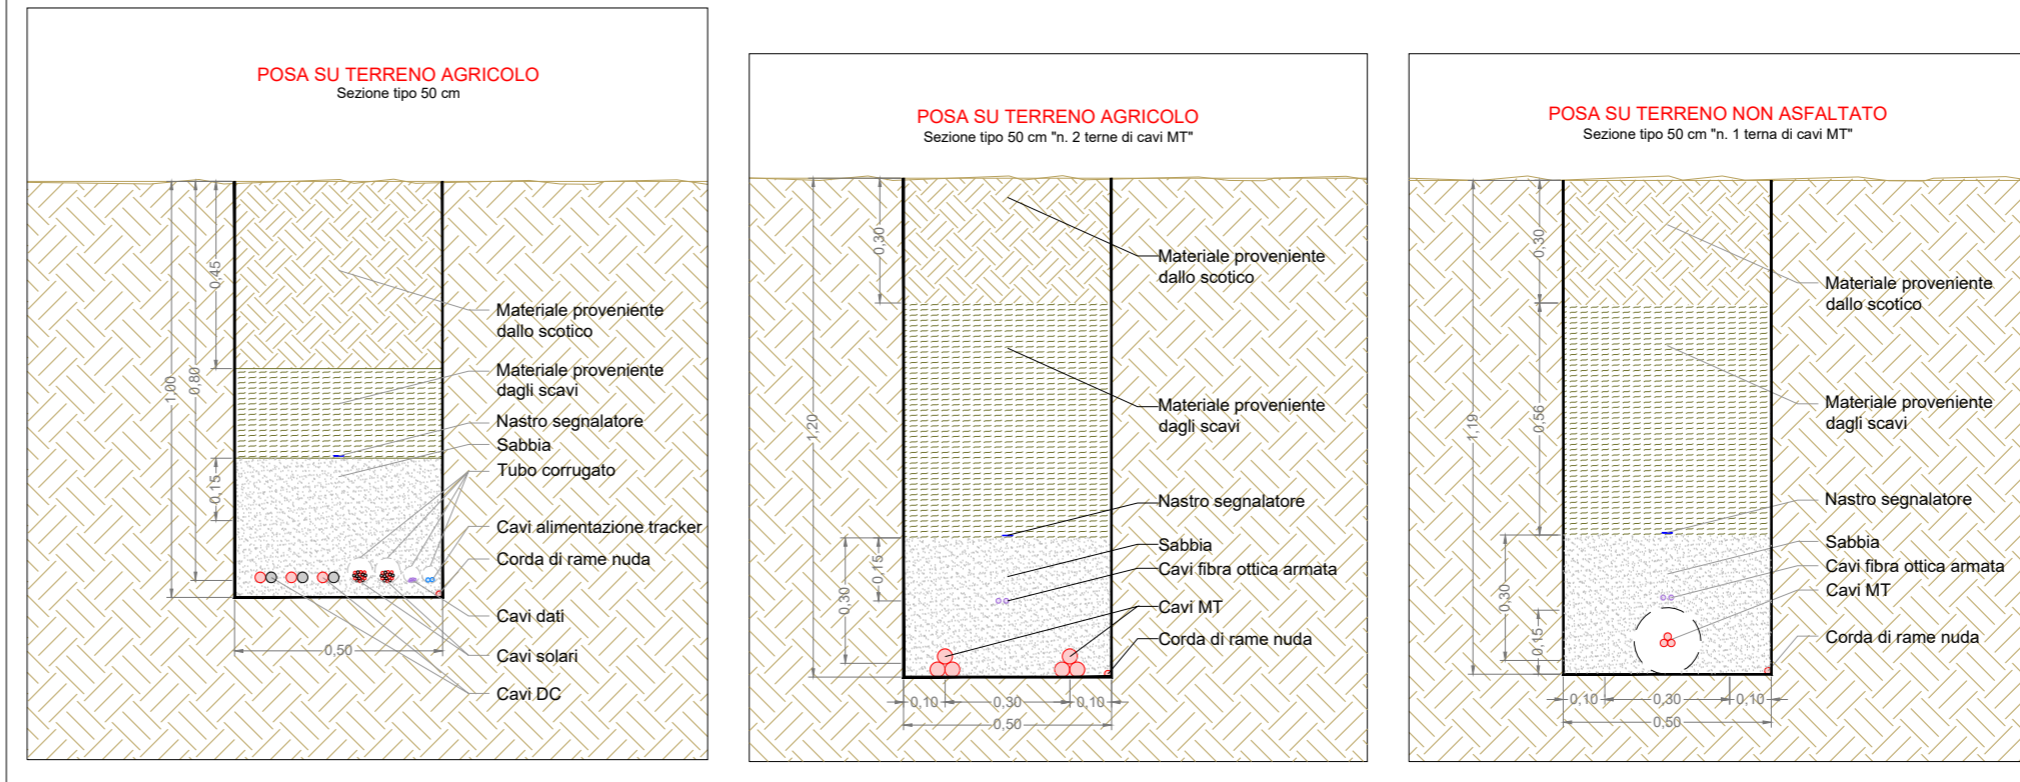 POSA SU TERRENO AGRICOLO
Sezione tipo 50 cm
1,00
0,80
0,45
0,15
Materiale proveniente
dallo scotico
Materiale proveniente
dagli scavi
Nastro segnalatore
Sabbia
Tubo corrugato
Cavi alimentazione tracker
Corda di rame nuda
Cavi dati
Cavi solari
Cavi DC
0,50
POSA SU TERRENO AGRICOLO
Sezione tipo 50 cm "n. 2 terne di cavi MT"
0,30
1,20
0,15
0,30
Materiale proveniente
dallo scotico
Materiale proveniente
dagli scavi
Nastro segnalatore
Sabbia
Cavi fibra ottica armata
Cavi MT
Corda di rame nuda
0,10
0,30
0,10
0,50
POSA SU TERRENO NON ASFALTATO
Sezione tipo 50 cm "n. 1 terna di cavi MT"
0,30
0,56
1,19
0,30
0,15
Materiale proveniente
dallo scotico
Materiale proveniente
dagli scavi
Nastro segnalatore
Sabbia
Cavi fibra ottica armata
Cavi MT
Corda di rame nuda
0,10
0,30
0,10
0,50